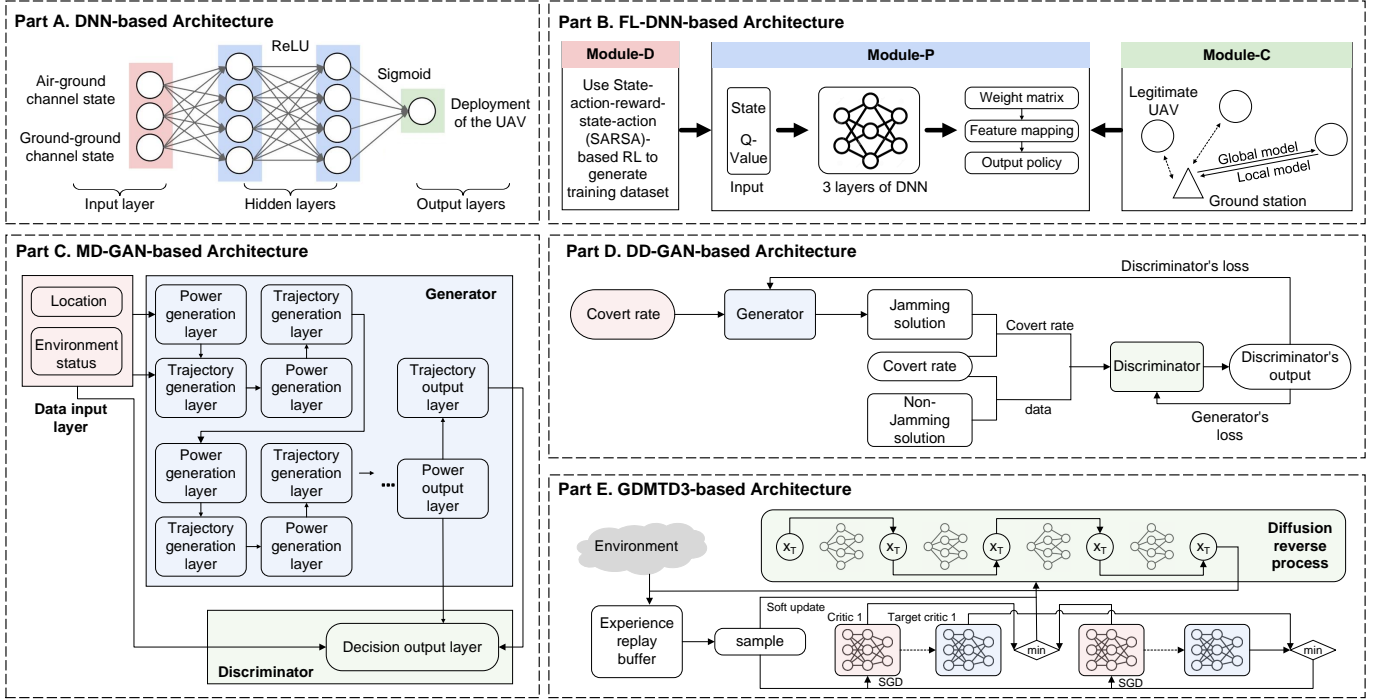 Part A. DNN-based Architecture
ReLU
Sigmoid
Air-ground
channel state
Ground-ground
channel state
Deployment
of the UAV
Input layer
Hidden layers
Output layers
Part B. FL-DNN-based Architecture
Module-D
Use State-
action-reward-
state-action
(SARSA)-
based RL to
generate
training dataset
Module-P
State
Q-
Value
Input
3 layers of DNN
Weight matrix
Feature mapping
Output policy
Module-C
Legitimate
UAV
Global model
Local model
Ground station
Part C. MD-GAN-based Architecture
Location
Environment
status
Data input
layer
Generator
Power
generation
layer
Trajectory
generation
layer
Trajectory
generation
layer
Power
generation
layer
Trajectory
output
layer
Power
generation
layer
Trajectory
generation
layer
...
Power
output
layer
Trajectory
generation
layer
Power
generation
layer
Decision output layer
Discriminator
Part D. DD-GAN-based Architecture
Discriminator's loss
Covert rate
Generator
Jamming
solution
Covert rate
Covert rate
Non-
Jamming
solution
data
Discriminator
Discriminator's
output
Generator's
loss
Part E. GDMTD3-based Architecture
Environment
XT
XT
XT
XT
XT
Diffusion
reverse
process
Experience
replay
buffer
sample
Soft update
Critic 1
Target critic 1
SGD
min
SGD
min